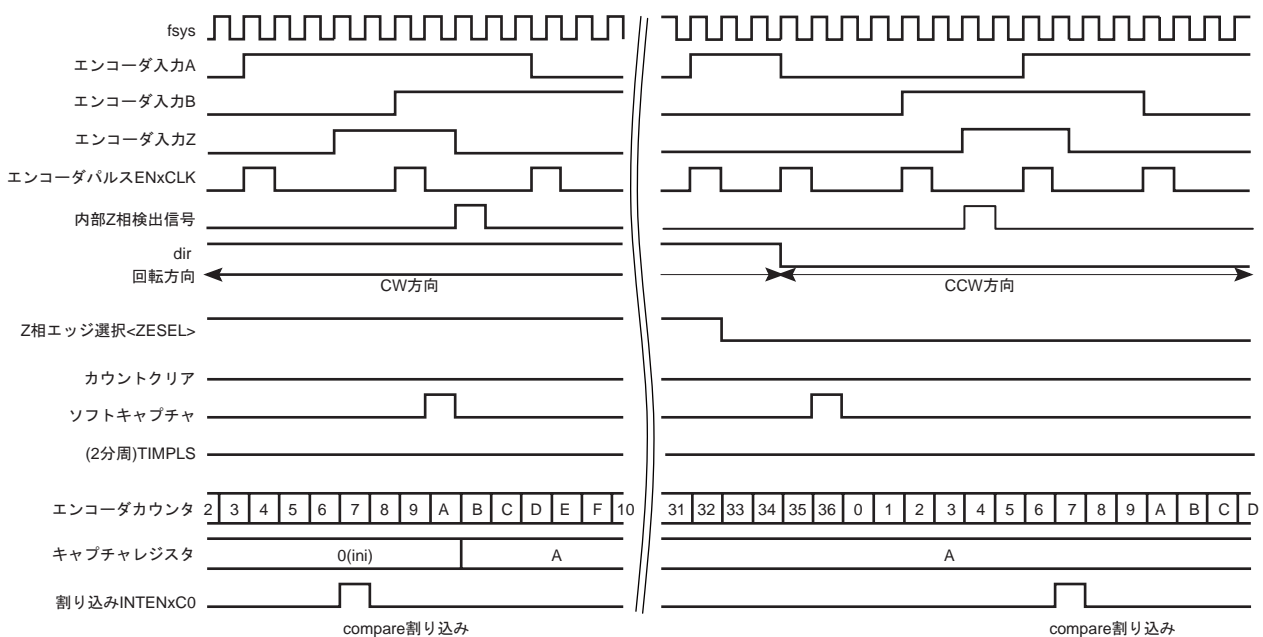 fsys
エンコーダ入力A
エンコーダ入力B
エンコーダ入力Z
エンコーダパルスENxCLK
内部Z相検出信号
dir
回転方向
CW方向
CCW方向
Z相エッジ選択<ZESEL>
カウントクリア
ソフトキャプチャ
(2分周)TIMPLS
エンコーダカウンタ 2 3 4 5 6 7 8 9 A B C D E F 10 31 32 33 34 35 36 0 1 2 3 4 5 6 7 8 9 A B C D
キャプチャレジスタ 0(ini) A A
割り込みINTENxC0
compare割り込み compare割り込み